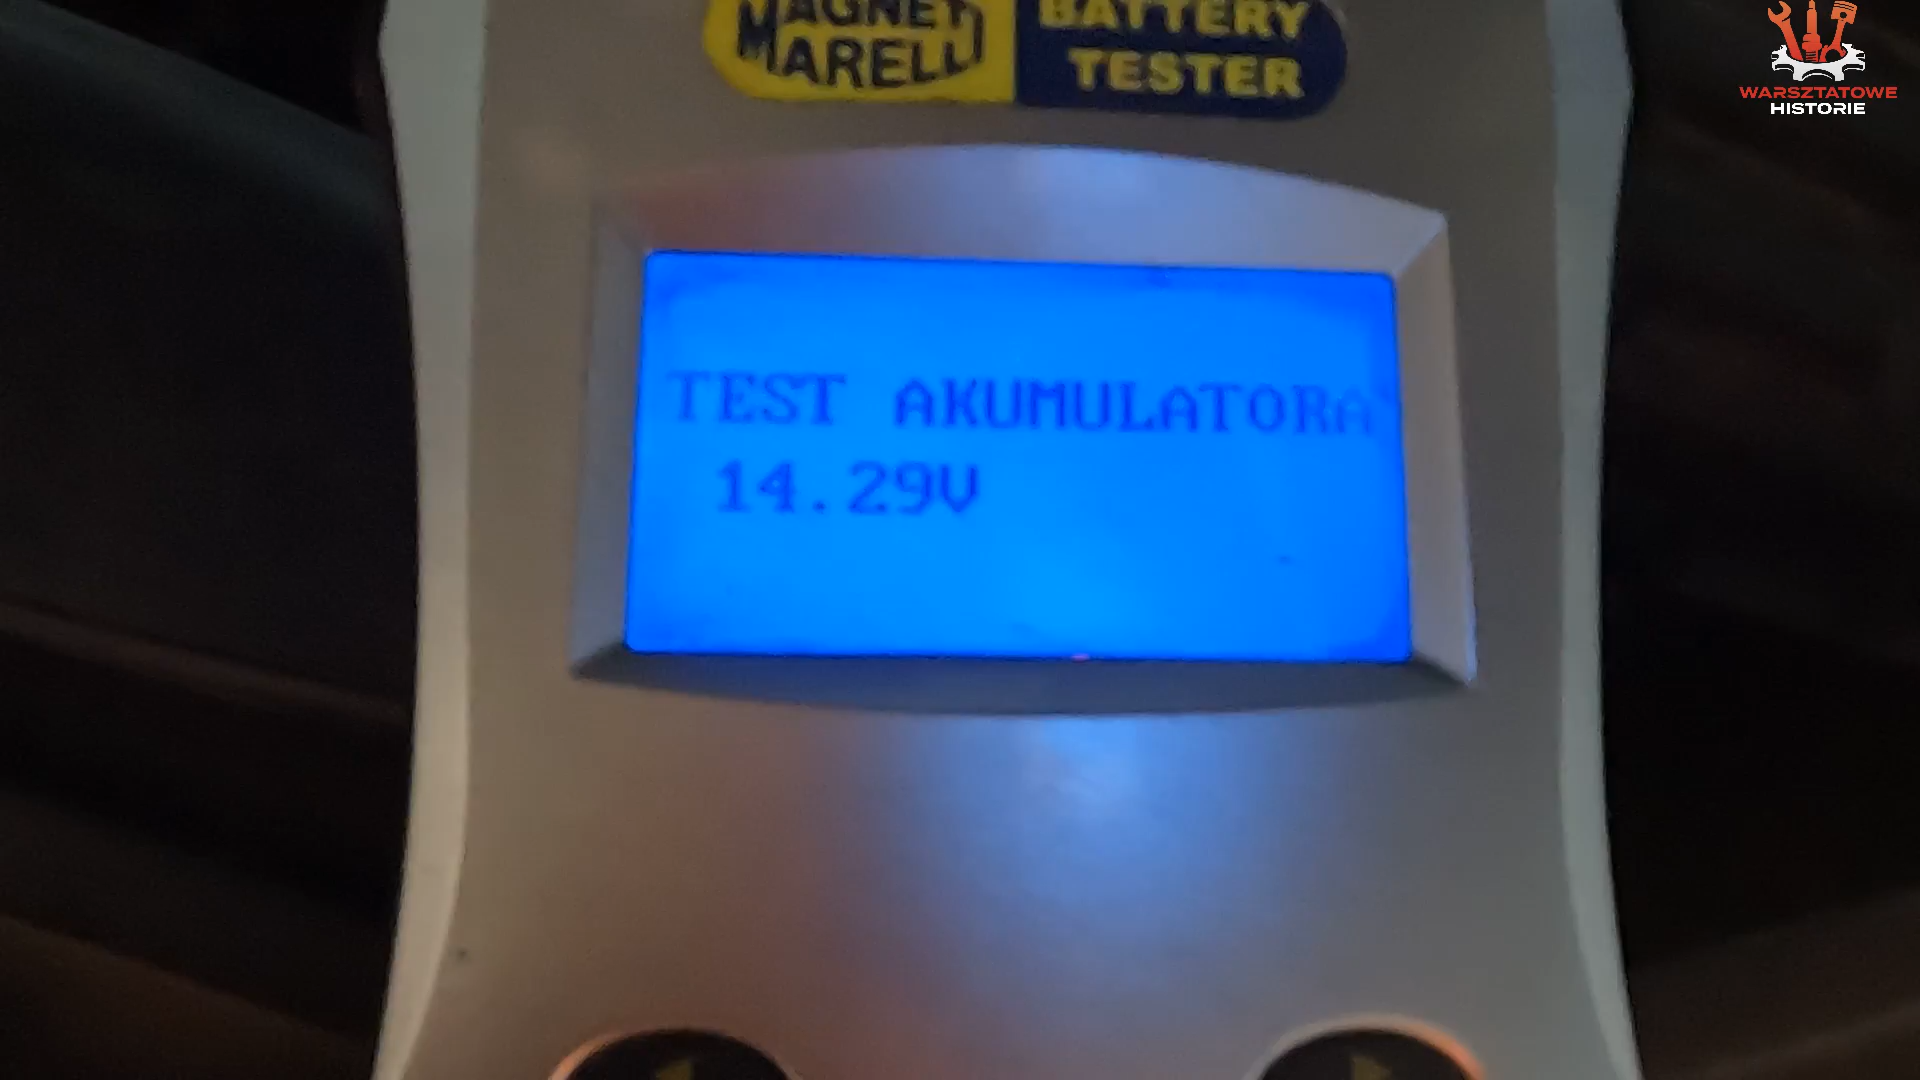 MAGNETI
MARELLI
BATTERY
TESTER
WARSZTATOWE
HISTORIE
TEST AKUMULATORA
14.29V